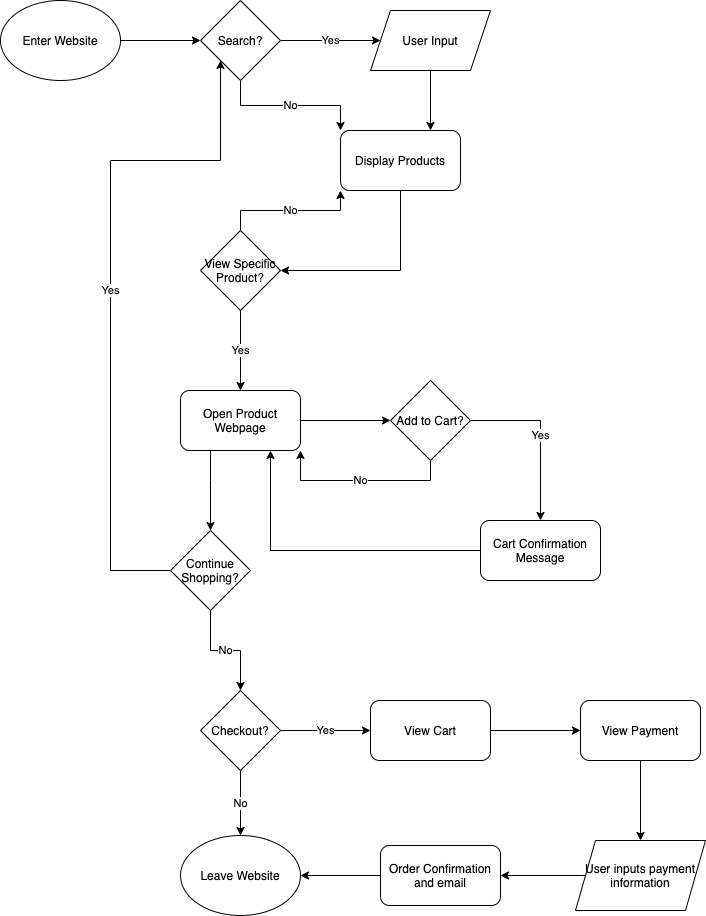 Enter Website
Search?
Yes
User Input
No
Display Products
No
View Specific
Product?
Yes
Yes
Open Product
Webpage
Add to Cart?
Yes
No
Cart Confirmation
Message
Continue
Shopping?
No
Checkout?
Yes
View Cart
View Payment
No
User inputs payment
information
Order Confirmation
and email
Leave Website